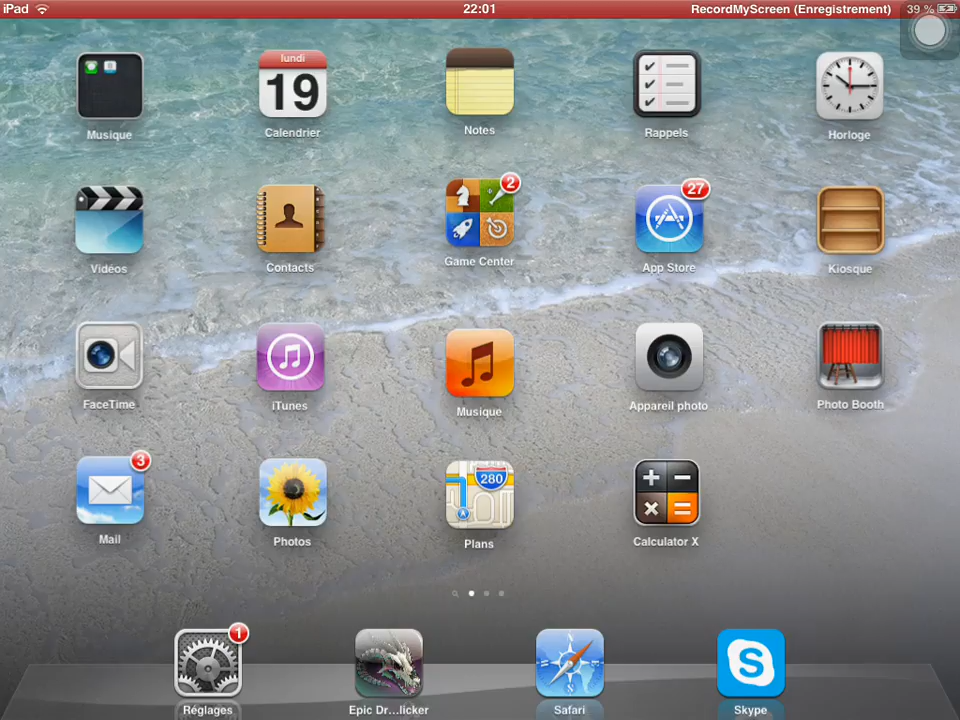 iPad 22:01 RecordMyScreen (Enregistrement) 39 %
lundi
19
Musique Calendrier Notes Rappels Horloge
2 27
Vidéos Contacts Game Center App Store Kiosque
FaceTime iTunes Musique Appareil photo Photo Booth
3
280
Mail Photos Plans Calculator X
1
Réglages Epic Dr...licker Safari Skype